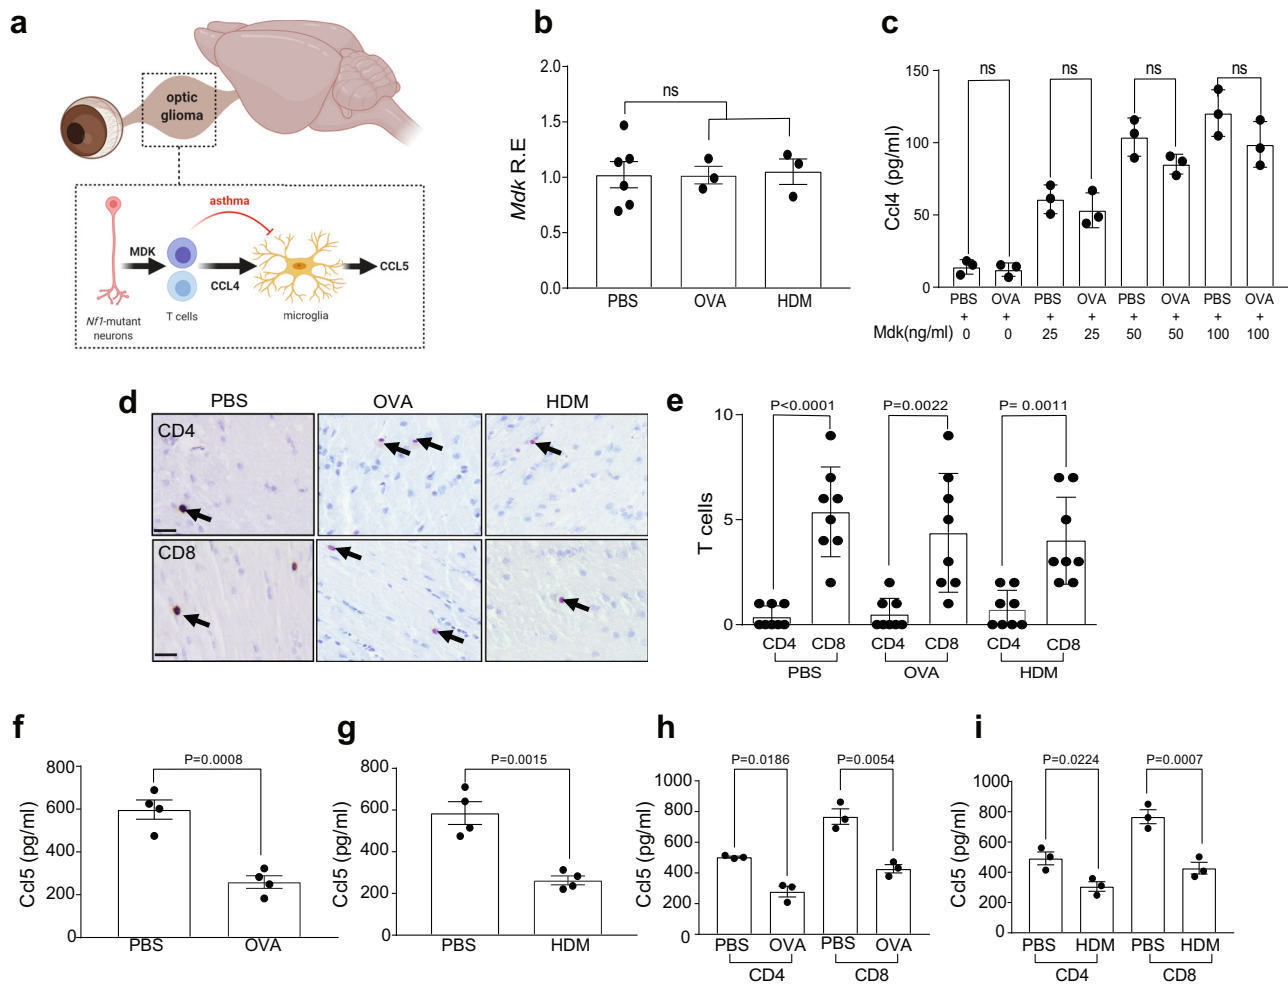 a
optic
glioma
asthma
MDK
CCL4
CCL5
Nf1-mutant
neurons
T cells
microglia
b
Mdk R.E
2.0
1.5
1.0
0.5
0.0
ns
PBS OVA HDM
c
Ccl4 (pg/ml)
150
100
50
0
ns ns ns ns
PBS OVA PBS OVA PBS OVA PBS OVA
+ + + + + + + +
Mdk(ng/ml) 0 0 25 25 50 50 100 100
d
PBS OVA HDM
CD4
CD8
e
T cells
10
5
0
P<0.0001 P=0.0022 P= 0.0011
CD4 CD8 CD4 CD8 CD4 CD8
PBS OVA HDM
f
Ccl5 (pg/ml)
800
600
400
200
0
P=0.0008
PBS OVA
g
Ccl5 (pg/ml)
800
600
400
200
0
P=0.0015
PBS HDM
h
Ccl5 (pg/ml)
1000
800
600
400
200
0
P=0.0186 P=0.0054
PBS OVA PBS OVA
CD4 CD8
i
Ccl5 (pg/ml)
1000
800
600
400
200
0
P=0.0224 P=0.0007
PBS HDM PBS HDM
CD4 CD8